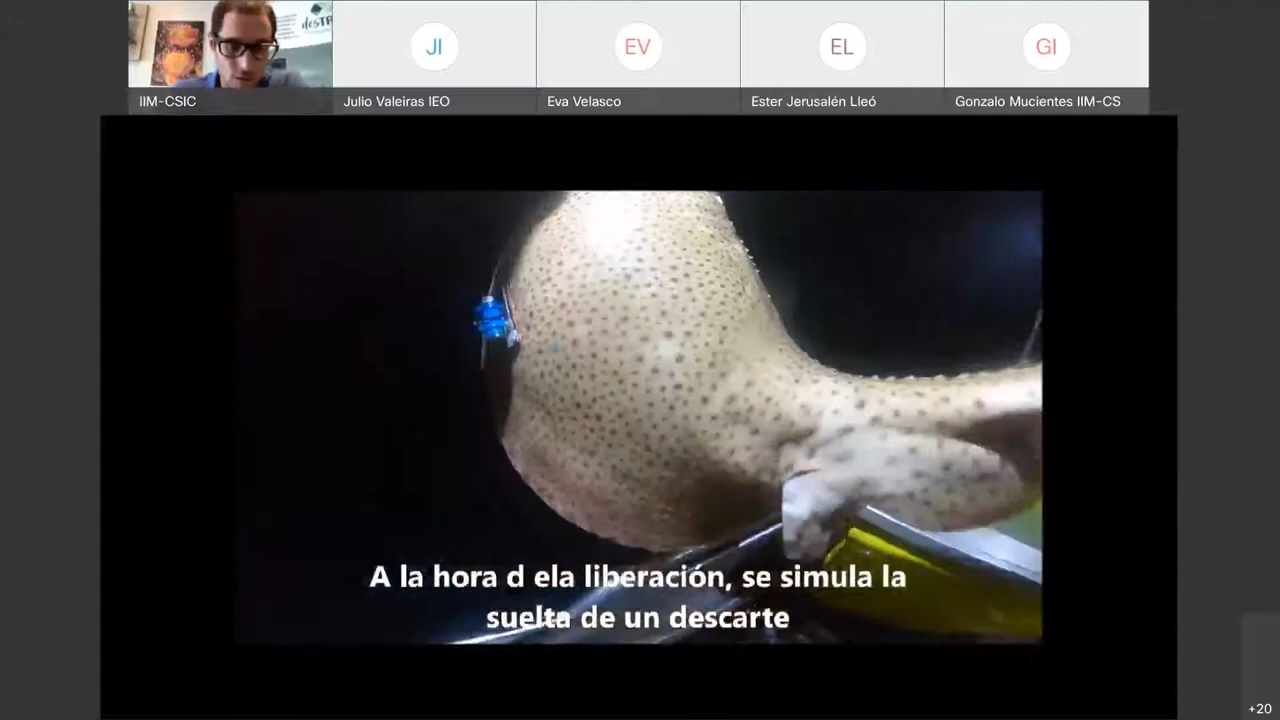 desTP
JI
EV
EL
GI
IIM-CSIC
Julio Valeiras IEO
Eva Velasco
Ester Jerusalén Lleó
Gonzalo Mucientes IIM-CS
A la hora d ela liberación, se simula la
suelta de un descarte
+20